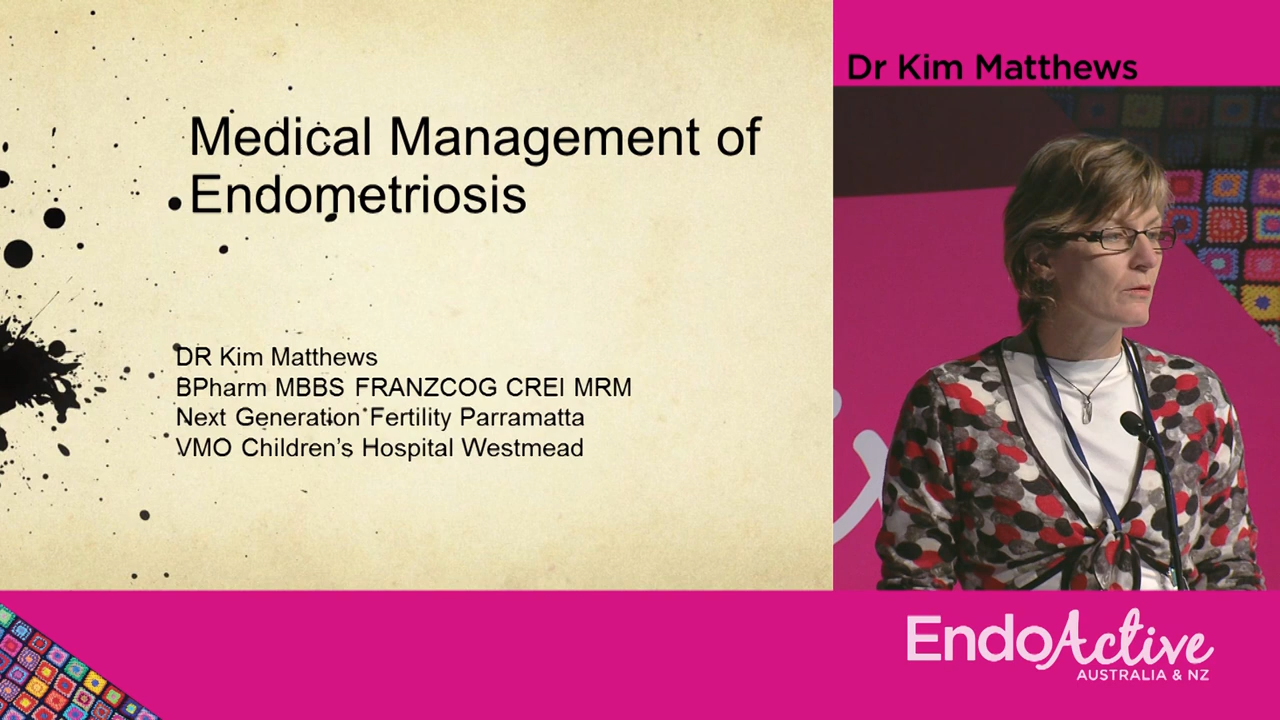 Dr Kim Matthews
Medical Management of
Endometriosis
DR Kim Matthews
BPharm MBBS FRANZCOG CREI MRM
Next Generation Fertility Parramatta
VMO Children's Hospital Westmead
EndoActive
AUSTRALIA & NZ